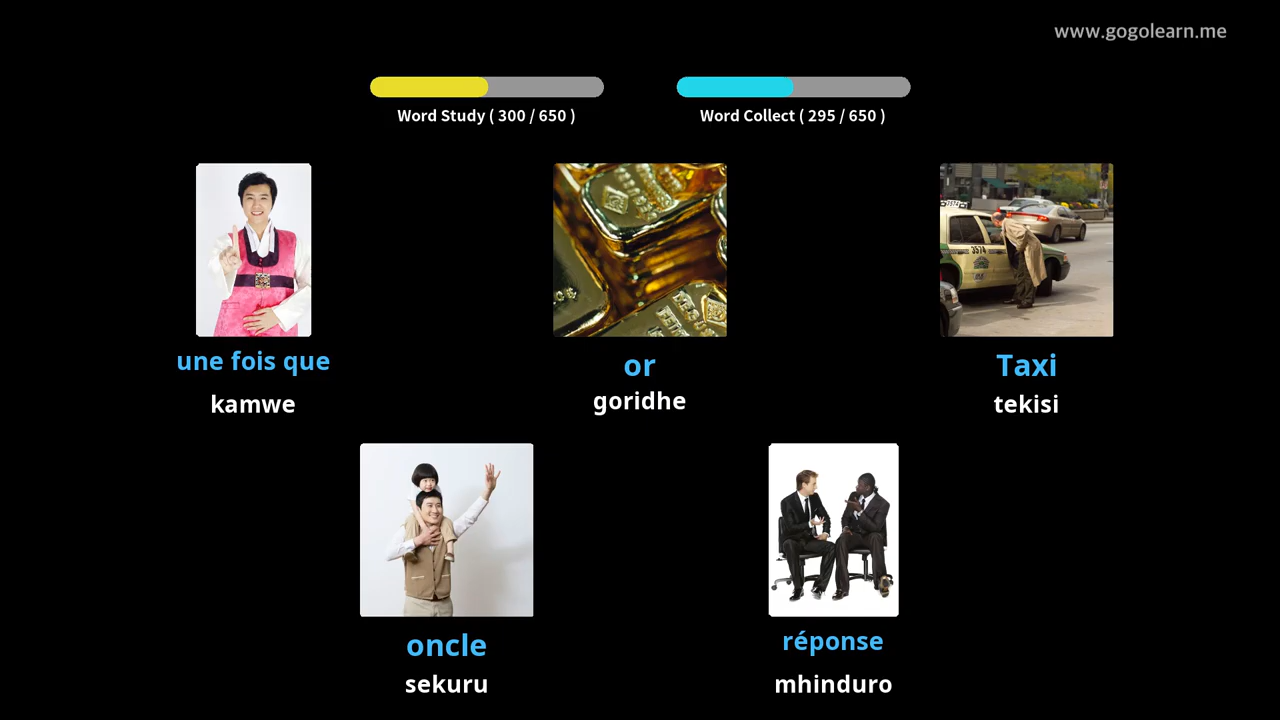 www.gogolearn.me
Word Study ( 300 / 650 )
Word Collect ( 295 / 650 )
3574
une fois que
kamwe
or
goridhe
Taxi
tekisi
oncle
sekuru
réponse
mhinduro